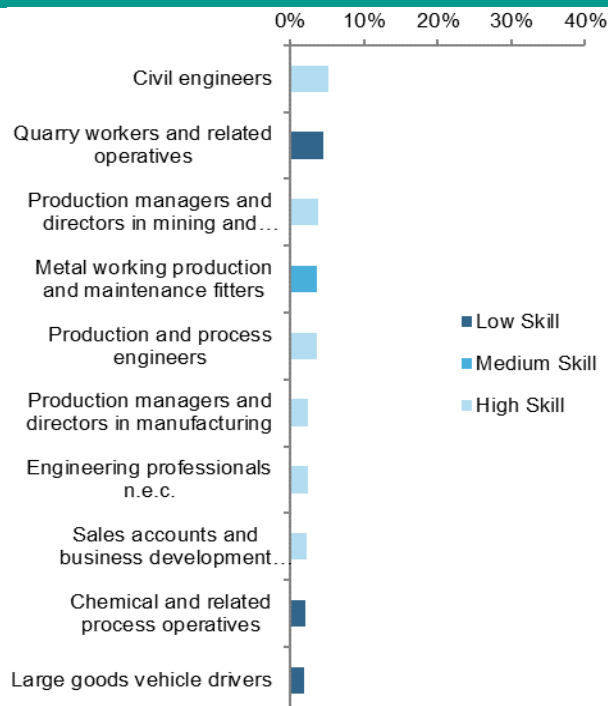 0% 10% 20% 30% 40%
Civil engineers
Quarry workers and related
operatives
Production managers and
directors in mining and…
Metal working production
and maintenance fitters
Production and process
engineers
Production managers and
directors in manufacturing
Engineering professionals
n.e.c.
Sales accounts and
business development…
Chemical and related
process operatives
Large goods vehicle drivers
Low Skill
Medium Skill
High Skill